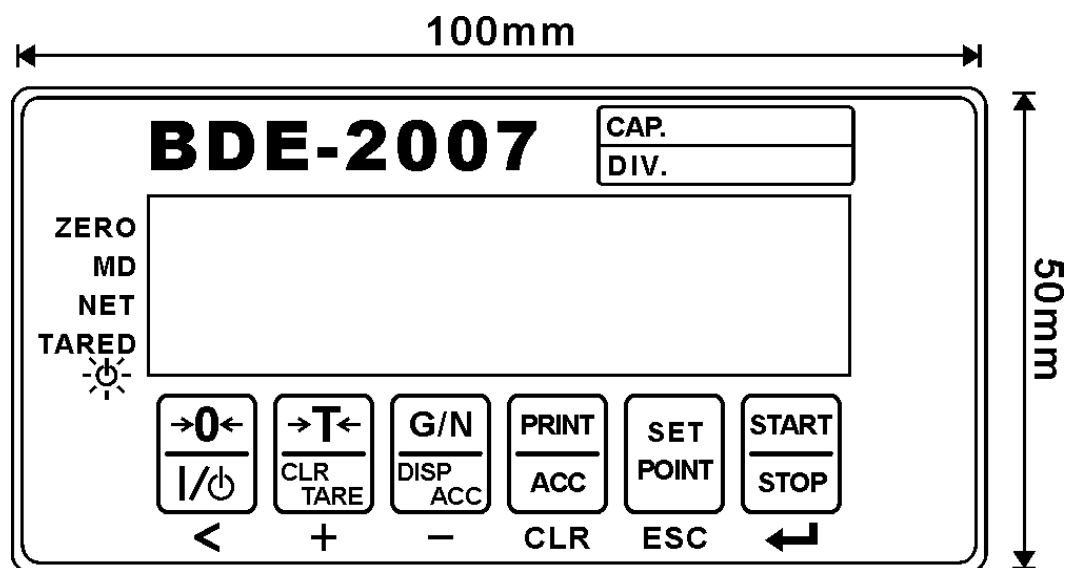 100mm
BDE-2007
CAP.
DIV.
ZERO
MD
NET
TARED
50mm
→0← →T← G/N PRINT SET START
I/⏻ CLR TARE DISP ACC ACC POINT STOP
< + − CLR ESC ↵